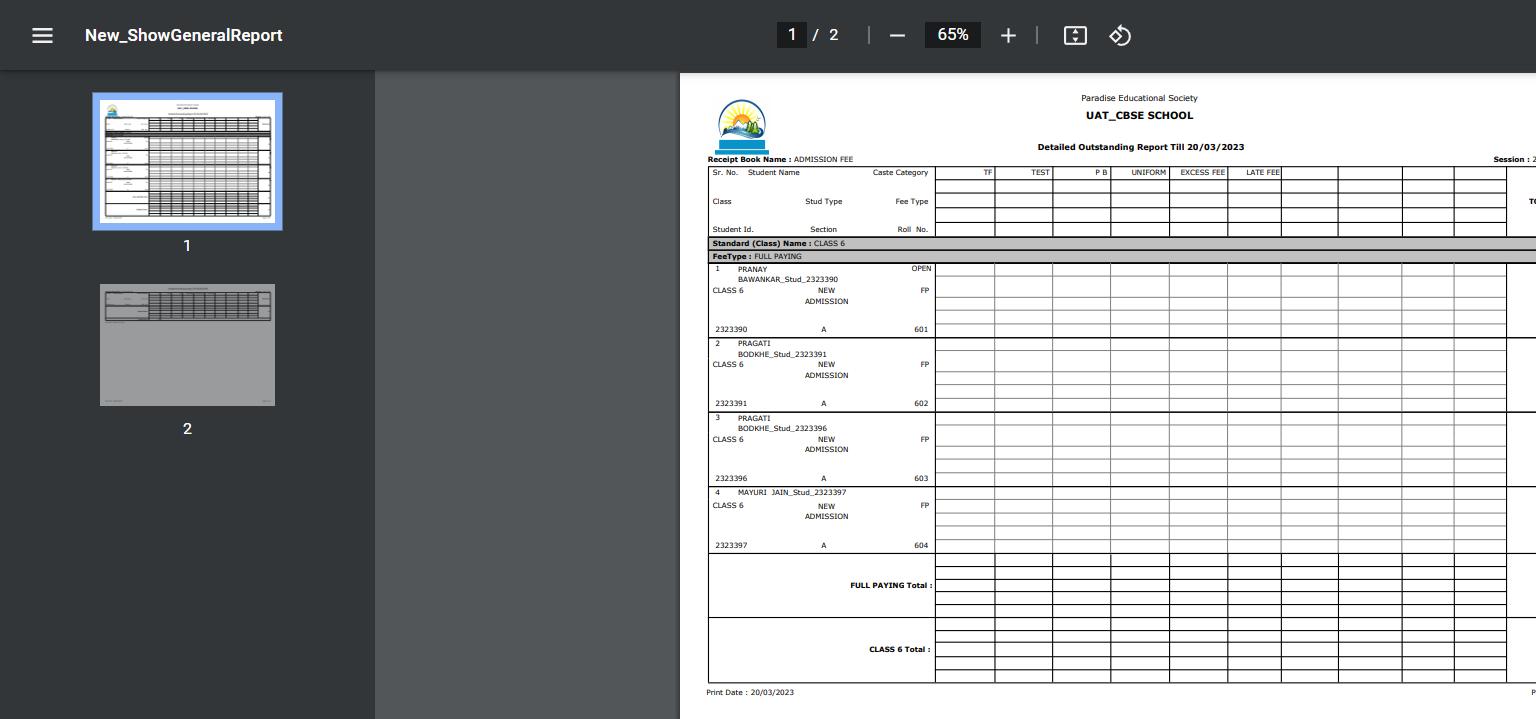 New_ShowGeneralReport
1 / 2
65%
1
2
Paradise Educational Society
UAT_CBSE SCHOOL
Detailed Outstanding Report Till 20/03/2023
Receipt Book Name : ADMISSION FEE
Session : 2
Sr. No. Student Name Caste Category TF TEST P B UNIFORM EXCESS FEE LATE FEE
Class Stud Type Fee Type TO
Student Id. Section Roll No.
Standard (Class) Name : CLASS 6
FeeType : FULL PAYING
1 PRANAY OPEN
BAWANKAR_Stud_2323390
CLASS 6 NEW FP
ADMISSION
2323390 A 601
2 PRAGATI
BODKHE_Stud_2323391
CLASS 6 NEW FP
ADMISSION
2323391 A 602
3 PRAGATI
BODKHE_Stud_2323396
CLASS 6 NEW FP
ADMISSION
2323396 A 603
4 MAYURI JAIN_Stud_2323397
CLASS 6 NEW FP
ADMISSION
2323397 A 604
FULL PAYING Total :
CLASS 6 Total :
Print Date : 20/03/2023
P